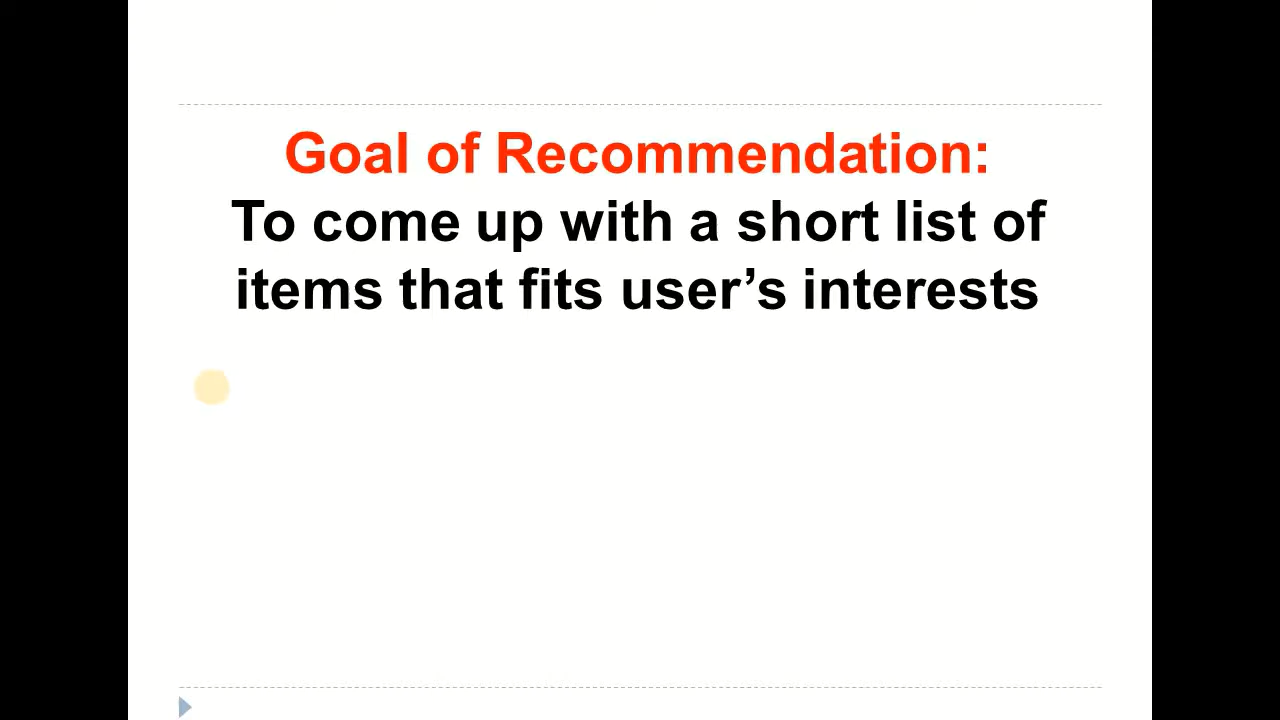 Goal of Recommendation:
To come up with a short list of
items that fits user’s interests